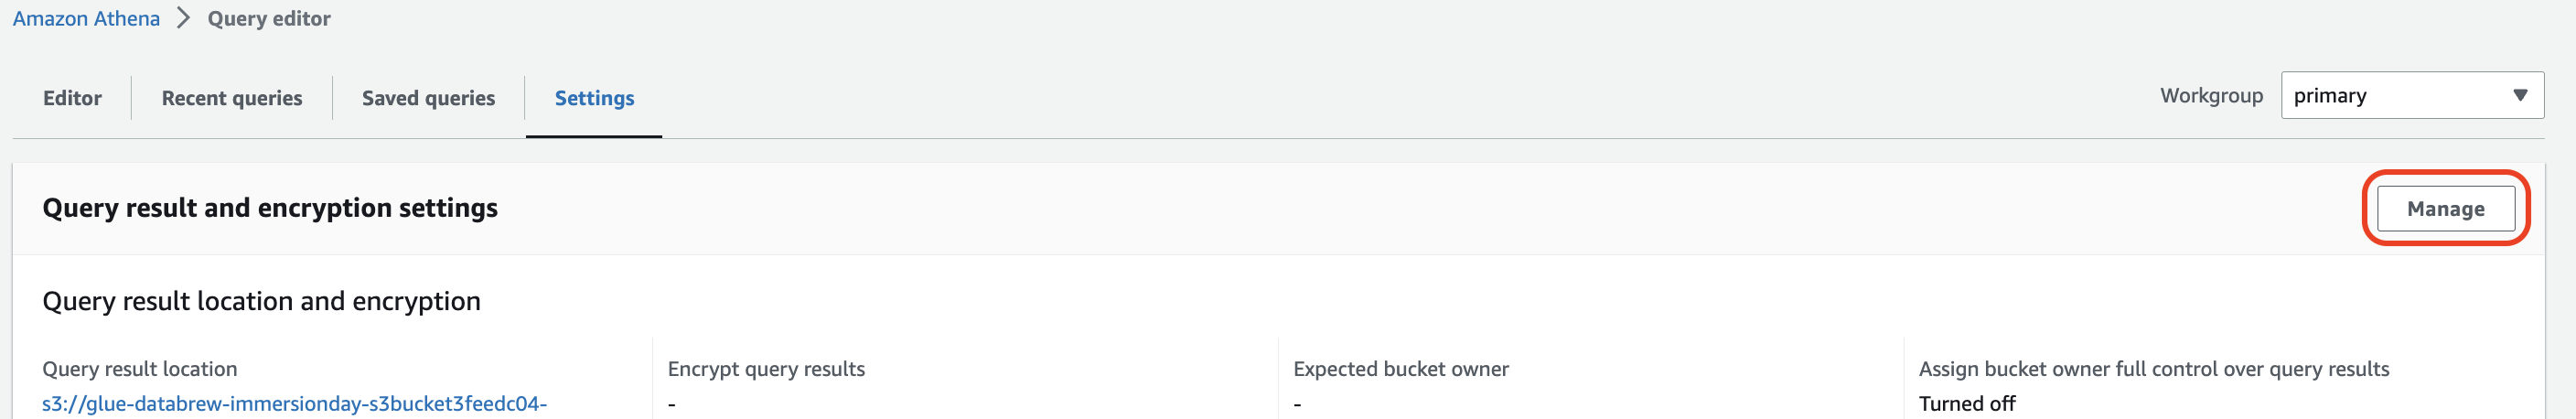 Amazon Athena > Query editor
Editor Recent queries Saved queries Settings Workgroup primary
Query result and encryption settings Manage
Query result location and encryption
Query result location Encrypt query results Expected bucket owner Assign bucket owner full control over query results
s3://glue-databrew-immersionday-s3bucket3feedc04- - - Turned off